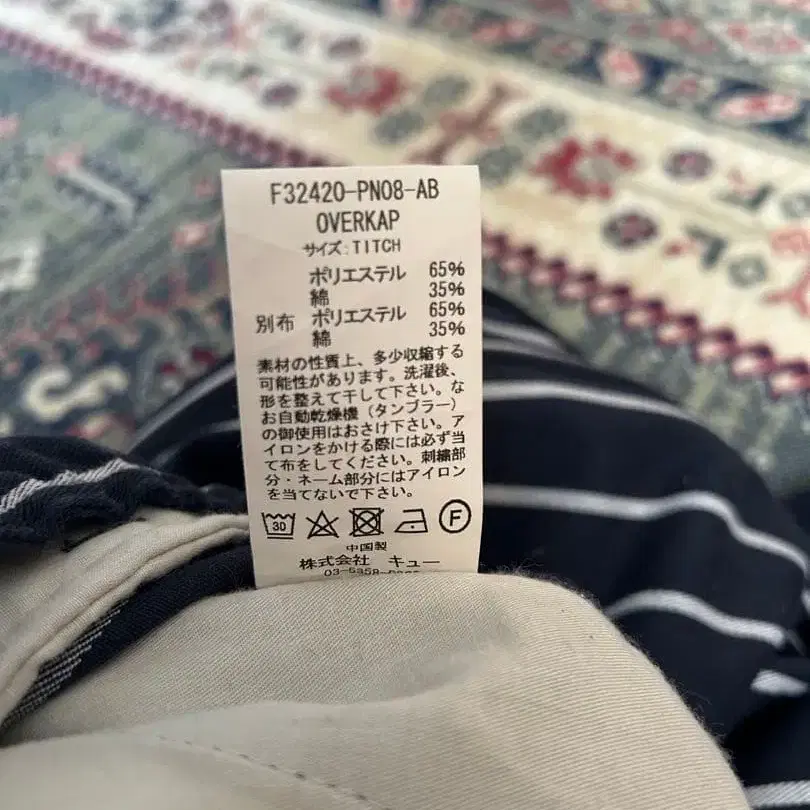 F32420-PN08-AB
OVERKAP
サイズ:TITCH
ポリエステル 65%
綿 35%
別布 ポリエステル 65%
綿 35%
素材の性質上、多少収縮する
可能性があります。洗濯後、
形を整えて干して下さい。な
お自動乾燥機（タンブラー）
の御使用はおさけ下さい。ア
イロンをかける際には必ず当
て布をしてください。刺繍部
分・ネーム部分にはアイロン
を当てないで下さい。
30 F
中国製
株式会社 キュー